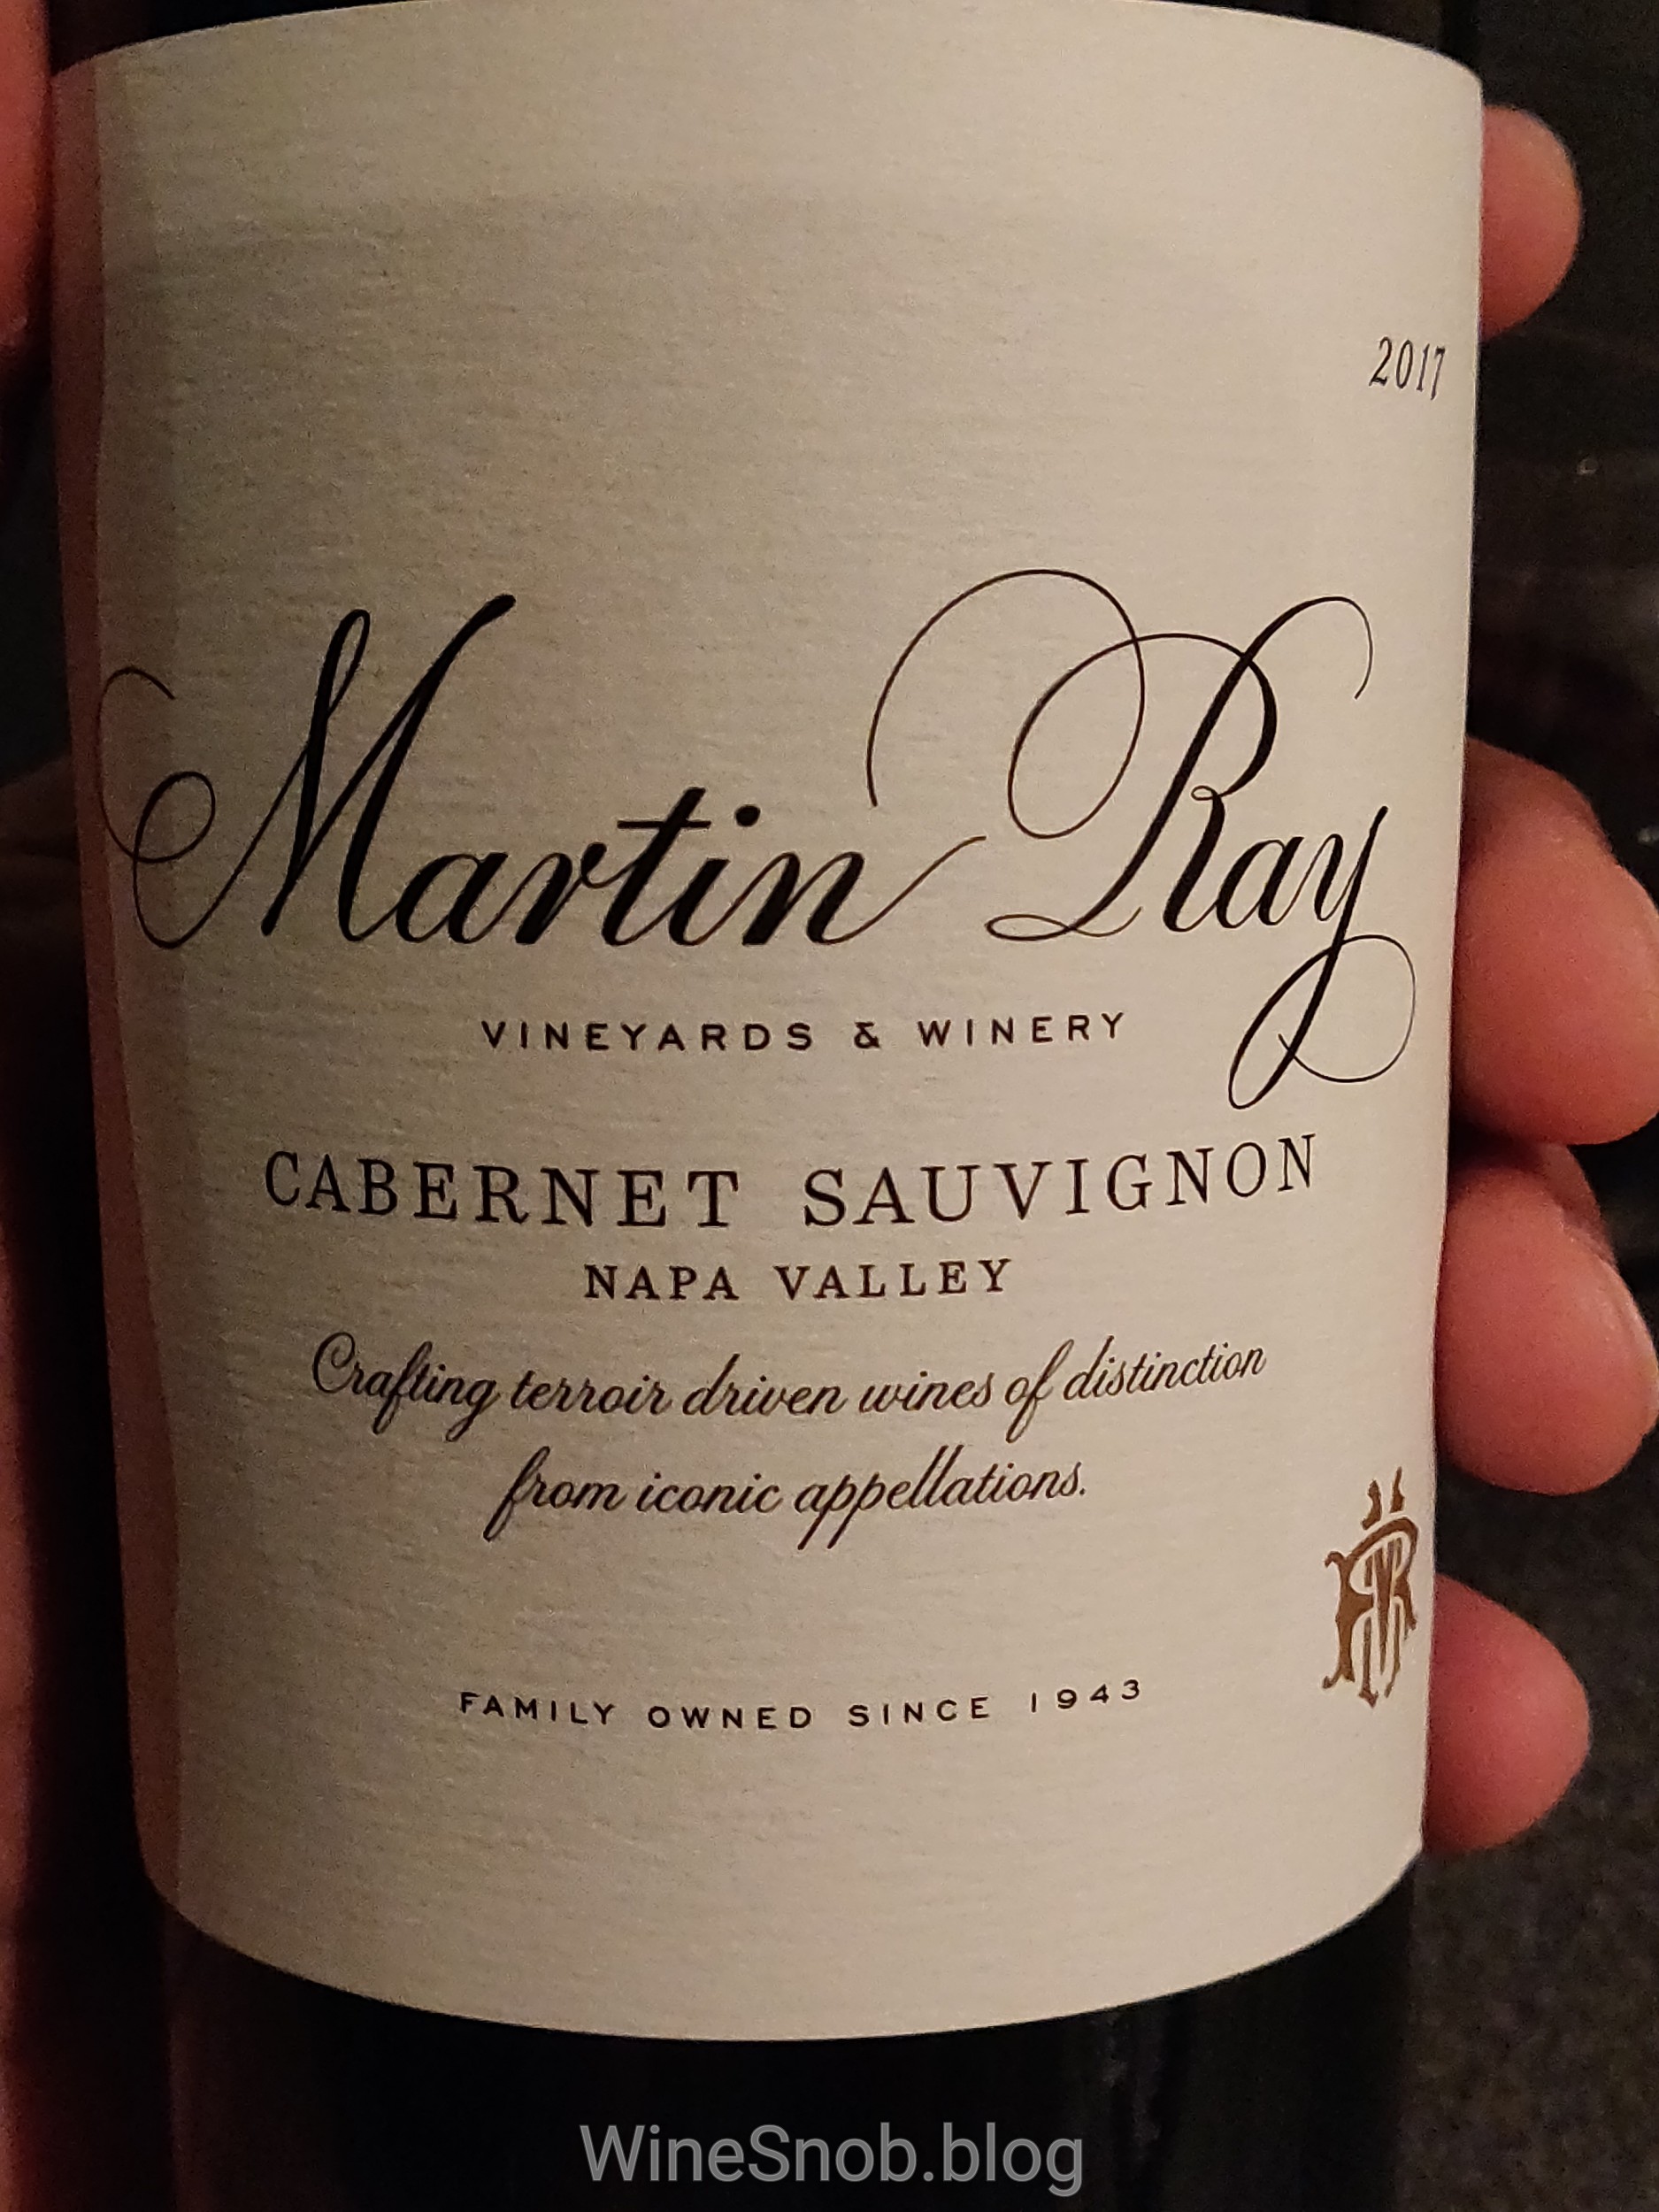 2017
Martin Ray
VINEYARDS & WINERY
CABERNET SAUVIGNON
NAPA VALLEY
Crafting terroir driven wines of distinction
from iconic appellations.
MR
FAMILY OWNED SINCE 1943
WineSnob.blog